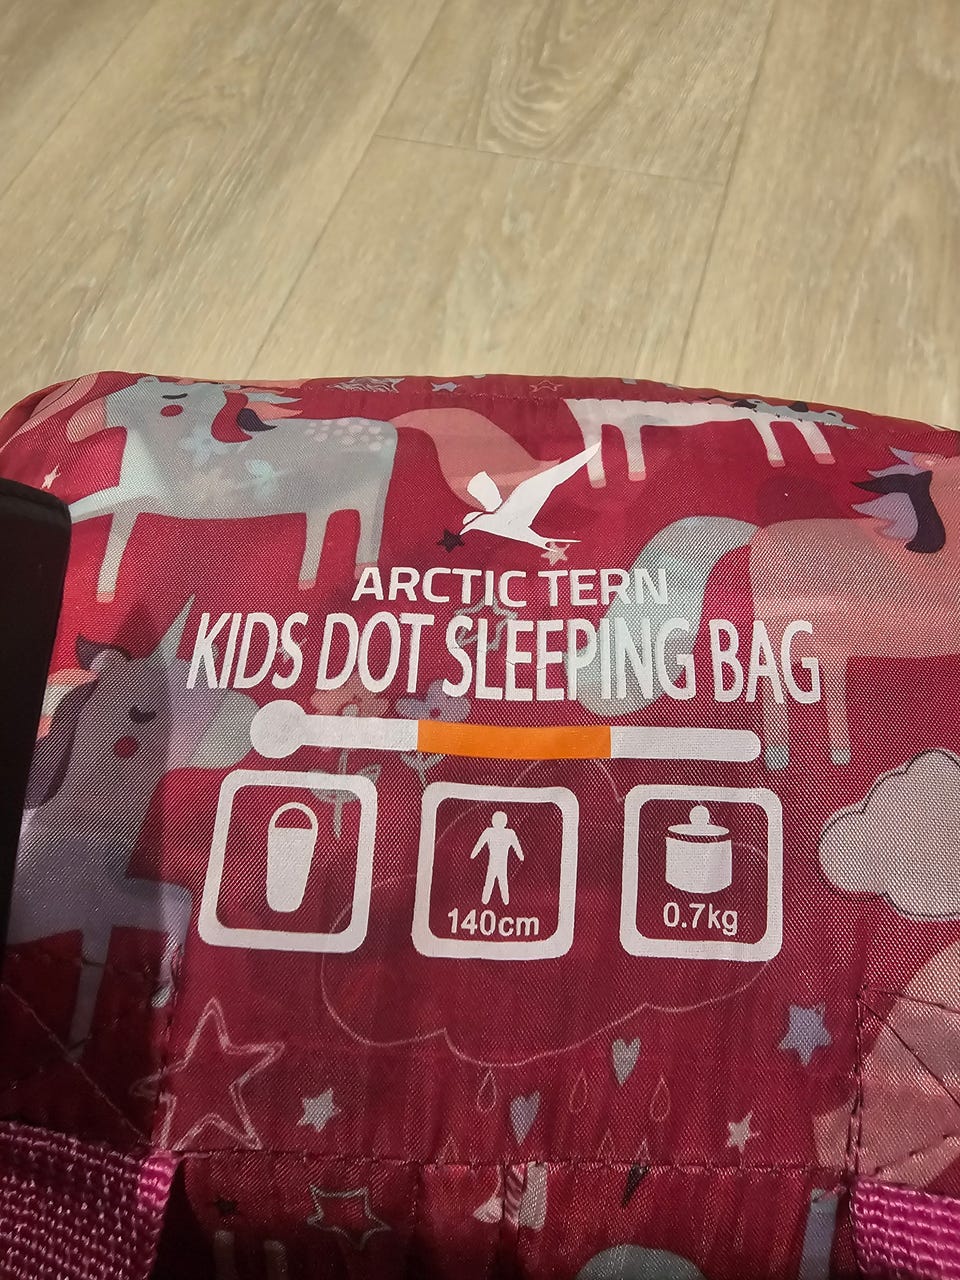 ARCTIC TERN
KIDS DOT SLEEPING BAG
140cm
0.7kg